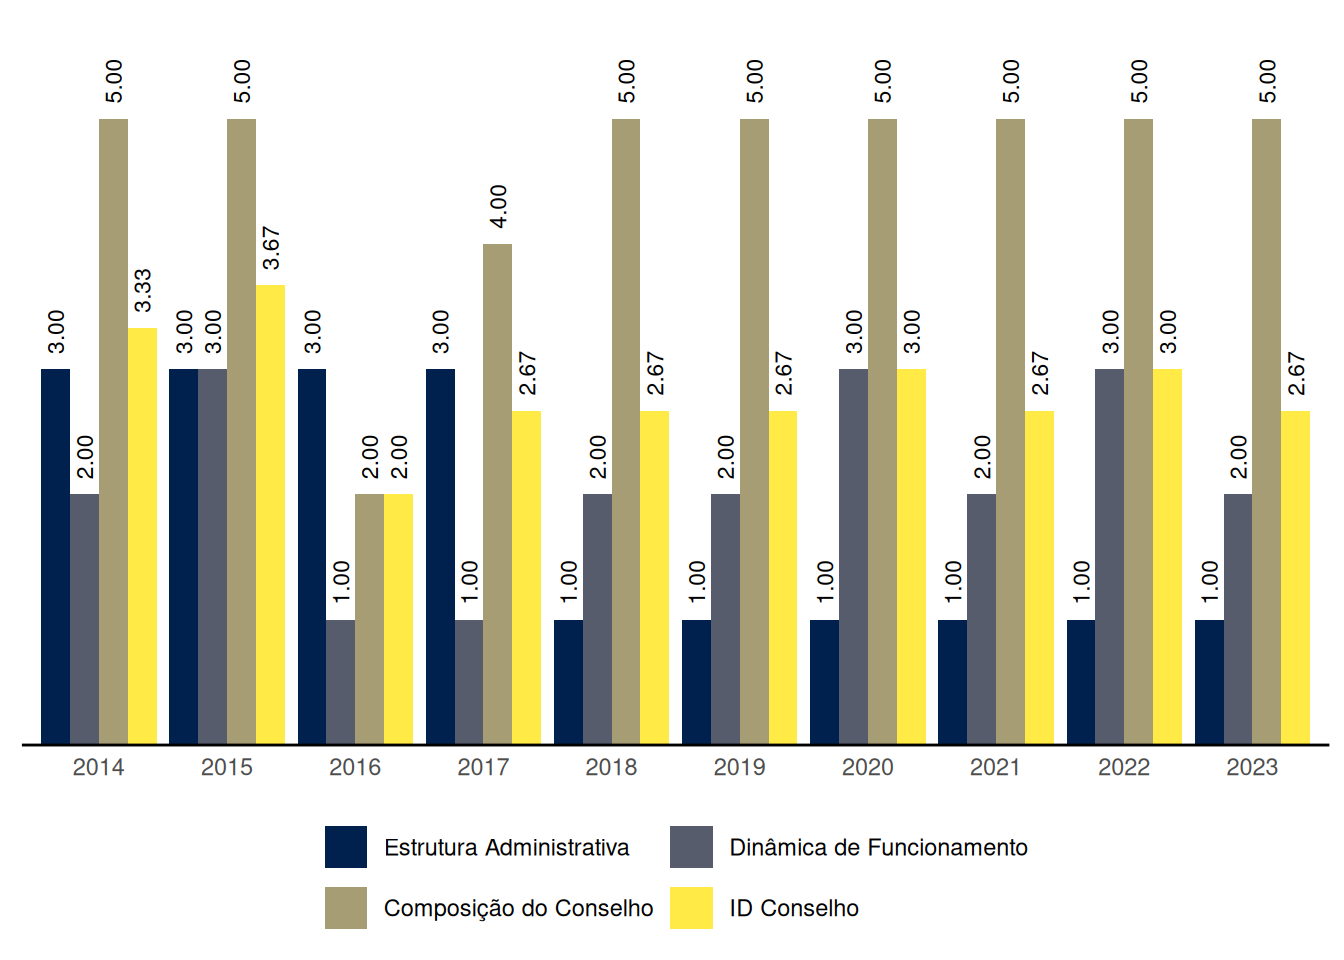 3.00 2.00 5.00 3.33
3.00 3.00 5.00 3.67
3.00 1.00 2.00 2.00
3.00 1.00 4.00 2.67
1.00 2.00 5.00 2.67
1.00 2.00 5.00 2.67
1.00 3.00 5.00 3.00
1.00 2.00 5.00 2.67
1.00 3.00 5.00 3.00
1.00 2.00 5.00 2.67
2014 2015 2016 2017 2018 2019 2020 2021 2022 2023
Estrutura Administrativa Dinâmica de Funcionamento
Composição do Conselho ID Conselho